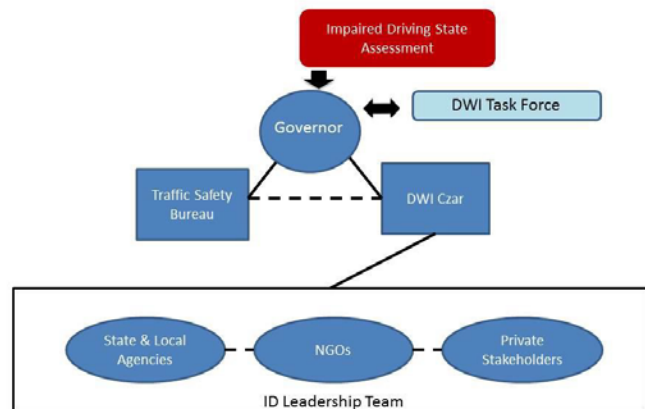 Impaired Driving State
Assessment
Governor
DWI Task Force
Traffic Safety
Bureau
DWI Czar
State & Local
Agencies
NGOs
Private
Stakeholders
ID Leadership Team